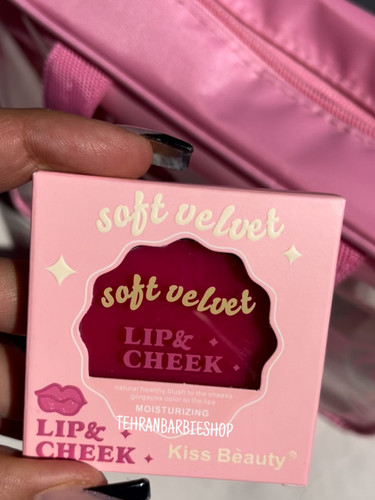 soft velvet
soft velvet
LIP&
CHEEK
natural healthy blush to the cheeks
gorgeous color to the lips
MOISTURIZING
TEHRANBARBIESHOP
LIP&
CHEEK
Kiss Beauty®